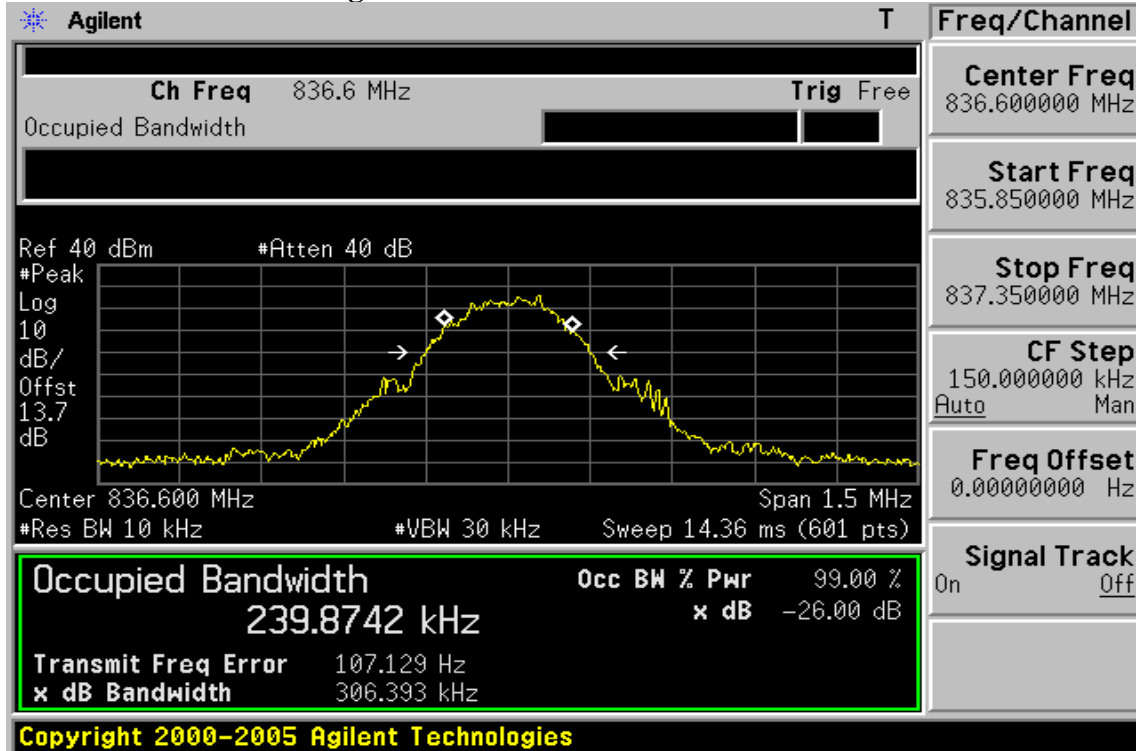 Agilent T
Ch Freq 836.6 MHz Trig Free
Occupied Bandwidth
Ref 40 dBm #Atten 40 dB
#Peak
Log
10
dB/
Offst
13.7
dB
Center 836.600 MHz Span 1.5 MHz
#Res BW 10 kHz #VBW 30 kHz Sweep 14.36 ms (601 pts)
Occupied Bandwidth Occ BW % Pwr 99.00 %
239.8742 kHz x dB -26.00 dB
Transmit Freq Error 107.129 Hz
x dB Bandwidth 306.393 kHz
Copyright 2000-2005 Agilent Technologies
Freq/Channel
Center Freq
836.600000 MHz
Start Freq
835.850000 MHz
Stop Freq
837.350000 MHz
CF Step
150.000000 kHz
Auto Man
Freq Offset
0.00000000 Hz
Signal Track
On Off